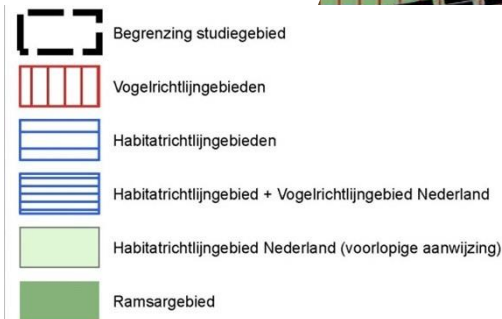 Begrenzing studiegebied
Vogelrichtlijngebieden
Habitatrichtlijngebieden
Habitatrichtlijngebied + Vogelrichtlijngebied Nederland
Habitatrichtlijngebied Nederland (voorlopige aanwijzing)
Ramsargebied